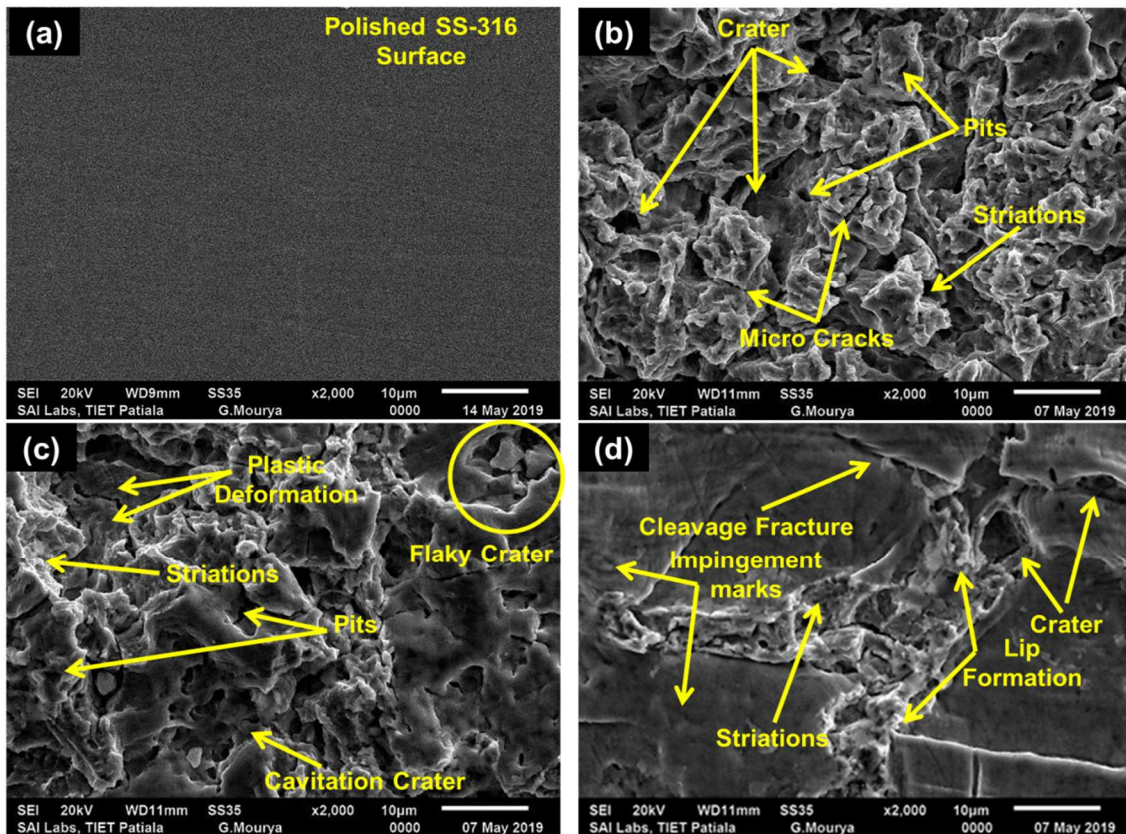 (a)
Polished SS-316
Surface
SEI 20kV WD9mm SS35 x2,000 10µm
SAI Labs, TIET Patiala G.Mourya 0000 14 May 2019
(b)
Crater
Pits
Striations
Micro Cracks
SEI 20kV WD11mm SS35 x2,000 10µm
SAI Labs, TIET Patiala G.Mourya 0000 07 May 2019
(c)
Plastic
Deformation
Flaky Crater
Striations
Pits
Cavitation Crater
SEI 20kV WD11mm SS35 x2,000 10µm
SAI Labs, TIET Patiala G.Mourya 0000 07 May 2019
(d)
Cleavage Fracture
Impingement
marks
Crater
Lip
Formation
Striations
SEI 20kV WD11mm SS35 x2,000 10µm
SAI Labs, TIET Patiala G.Mourya 0000 07 May 2019